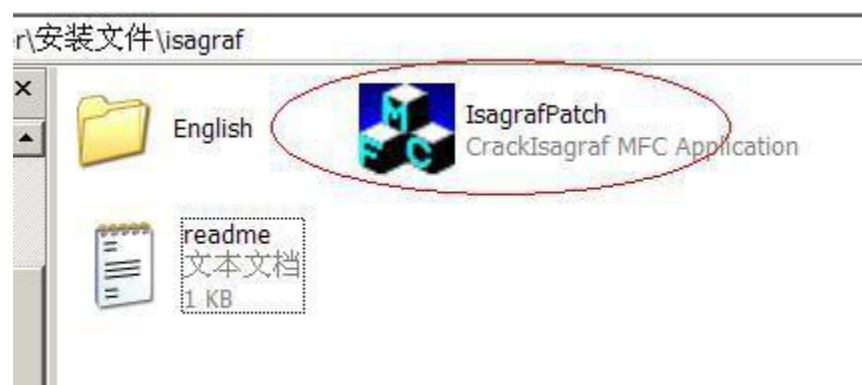 r\安装文件\isagraf
English
IsagrafPatch
CrackIsagraf MFC Application
M
F C
readme
文本文档
1 KB